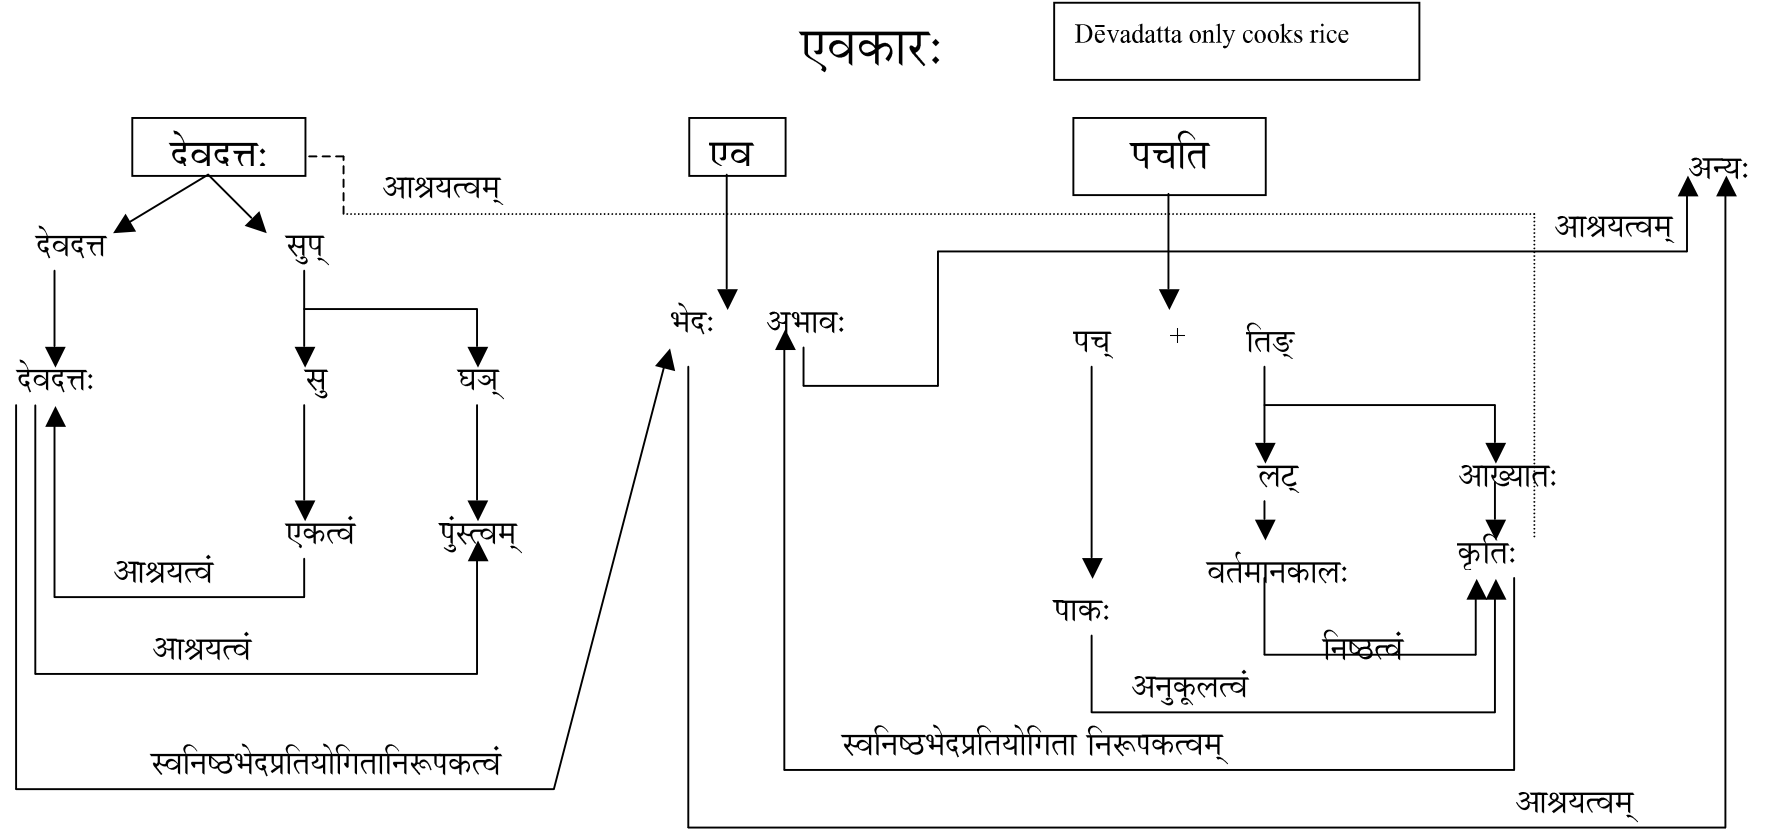 एवकारः
Dēvadatta only cooks rice
देवदत्तः
एव
पचति
अन्यः
आश्रयत्वम्
आश्रयत्वम्
देवदत्त
सुप्
भेदः
अभावः
पच्
+
तिङ्
देवदत्तः
सु
घञ्
लट्
आख्यातः
एकत्वं
पुंस्त्वम्
कृतिः
आश्रयत्वं
वर्तमानकालः
पाकः
आश्रयत्वं
निष्ठत्वं
अनुकूलत्वं
स्वनिष्ठभेदप्रतियोगितानिरूपकत्वं
स्वनिष्ठभेदप्रतियोगिता निरूपकत्वम्
आश्रयत्वम्